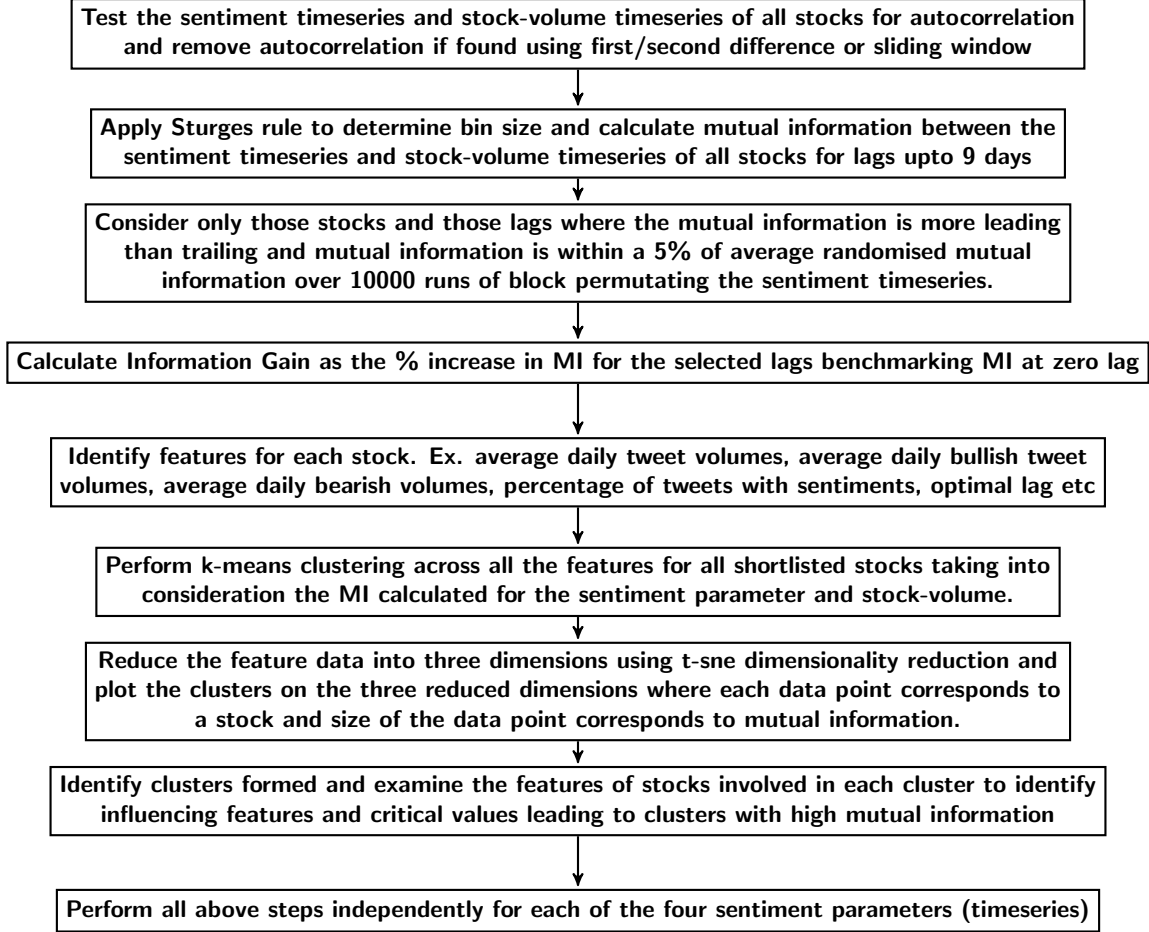 Test the sentiment timeseries and stock-volume timeseries of all stocks for autocorrelation
and remove autocorrelation if found using first/second difference or sliding window
Apply Sturges rule to determine bin size and calculate mutual information between the
sentiment timeseries and stock-volume timeseries of all stocks for lags upto 9 days
Consider only those stocks and those lags where the mutual information is more leading
than trailing and mutual information is within a 5% of average randomised mutual
information over 10000 runs of block permutating the sentiment timeseries.
Calculate Information Gain as the % increase in MI for the selected lags benchmarking MI at zero lag
Identify features for each stock. Ex. average daily tweet volumes, average daily bullish tweet
volumes, average daily bearish volumes, percentage of tweets with sentiments, optimal lag etc
Perform k-means clustering across all the features for all shortlisted stocks taking into
consideration the MI calculated for the sentiment parameter and stock-volume.
Reduce the feature data into three dimensions using t-sne dimensionality reduction and
plot the clusters on the three reduced dimensions where each data point corresponds to
a stock and size of the data point corresponds to mutual information.
Identify clusters formed and examine the features of stocks involved in each cluster to identify
influencing features and critical values leading to clusters with high mutual information
Perform all above steps independently for each of the four sentiment parameters (timeseries)